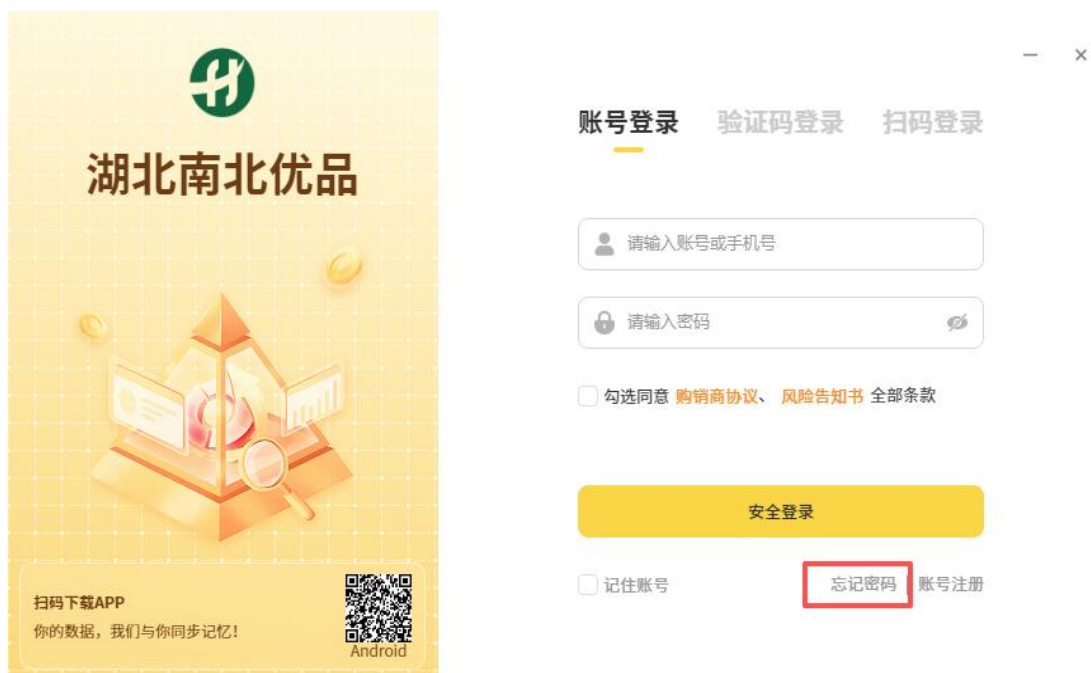 湖北南北优品
扫码下载APP
你的数据，我们与你同步记忆！
Android
账号登录 验证码登录 扫码登录
请输入账号或手机号
请输入密码
勾选同意 购销商协议、 风险告知书 全部条款
安全登录
记住账号 忘记密码 | 账号注册